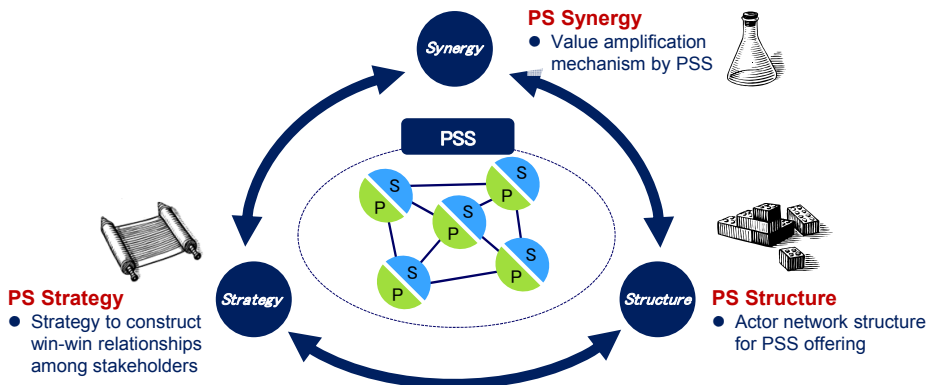 PS Synergy
● Value amplification
mechanism by PSS
Synergy
PSS
S
P
S
P
S
P
S
P
S
P
PS Strategy
● Strategy to construct
win-win relationships
among stakeholders
Strategy
Structure
PS Structure
● Actor network structure
for PSS offering